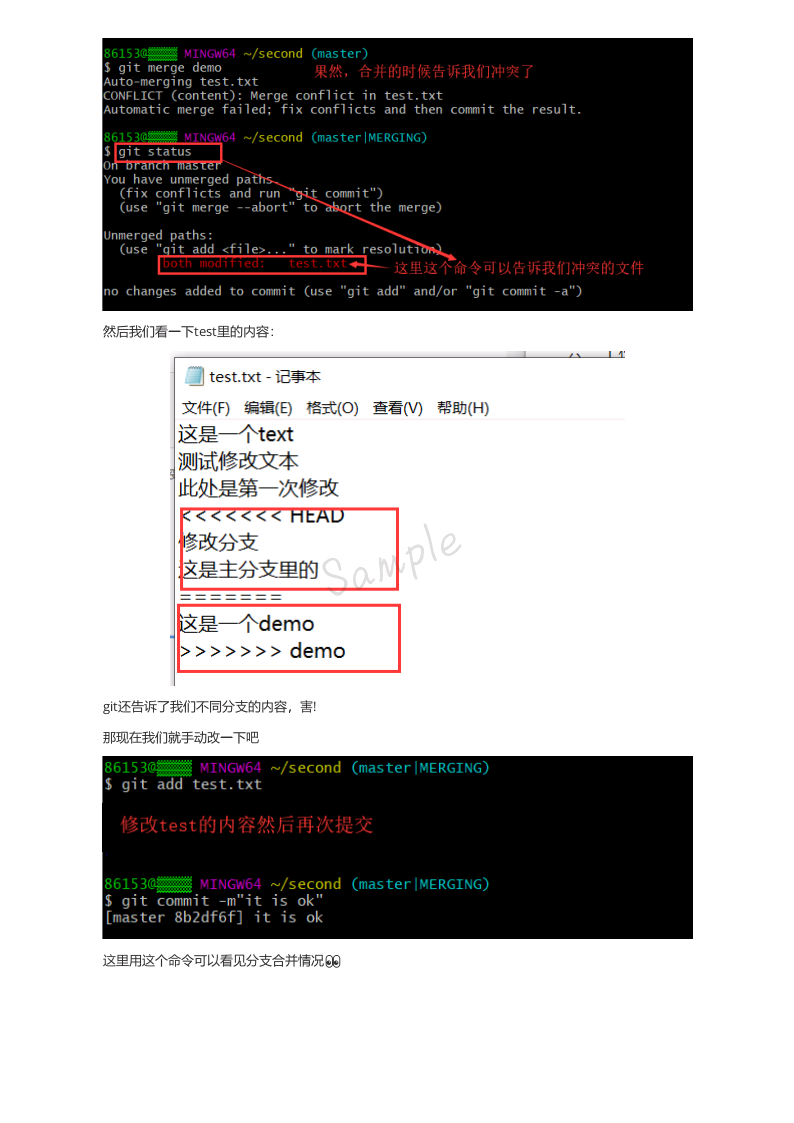 86153@ MINGW64 ~/second (master)
$ git merge demo
果然，合并的时候告诉我们冲突了
Auto-merging test.txt
CONFLICT (content): Merge conflict in test.txt
Automatic merge failed; fix conflicts and then commit the result.
86153@ MINGW64 ~/second (master|MERGING)
$ git status
On branch master
You have unmerged paths.
(fix conflicts and run "git commit")
(use "git merge --abort" to abort the merge)
Unmerged paths:
(use "git add <file>..." to mark resolution)
both modified: test.txt
这里这个命令可以告诉我们冲突的文件
no changes added to commit (use "git add" and/or "git commit -a")
然后我们看一下test里的内容：
test.txt - 记事本
文件(F) 编辑(E) 格式(O) 查看(V) 帮助(H)
这是一个text
测试修改文本
此处是第一次修改
<<<<<<< HEAD
修改分支
这是主分支里的
=======
这是一个demo
>>>>>>> demo
Sample
git还告诉了我们不同分支的内容，害!
那现在我们就手动改一下吧
86153@ MINGW64 ~/second (master|MERGING)
$ git add test.txt
修改test的内容然后再次提交
86153@ MINGW64 ~/second (master|MERGING)
$ git commit -m"it is ok"
[master 8b2df6f] it is ok
这里用这个命令可以看见分支合并情况👀